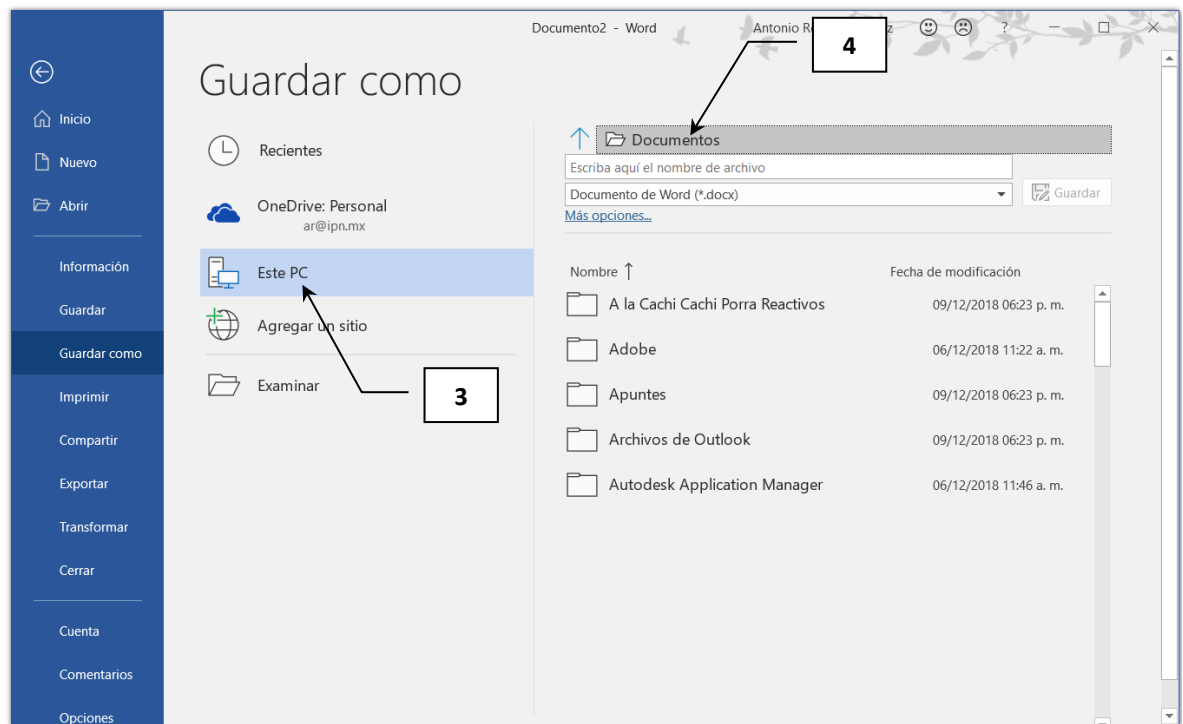 Documento2 - Word
Antonio R
4
?
Guardar como
Inicio
Nuevo
Abrir
Información
Guardar
Guardar como
Imprimir
Compartir
Exportar
Transformar
Cerrar
Cuenta
Comentarios
Opciones
Recientes
OneDrive: Personal
ar@ipn.mx
Este PC
Agregar un sitio
Examinar
3
Documentos
Escriba aquí el nombre de archivo
Documento de Word (*.docx)
Guardar
Más opciones...
Nombre ↑ Fecha de modificación
A la Cachi Cachi Porra Reactivos 09/12/2018 06:23 p. m.
Adobe 06/12/2018 11:22 a. m.
Apuntes 09/12/2018 06:23 p. m.
Archivos de Outlook 09/12/2018 06:23 p. m.
Autodesk Application Manager 06/12/2018 11:46 a. m.